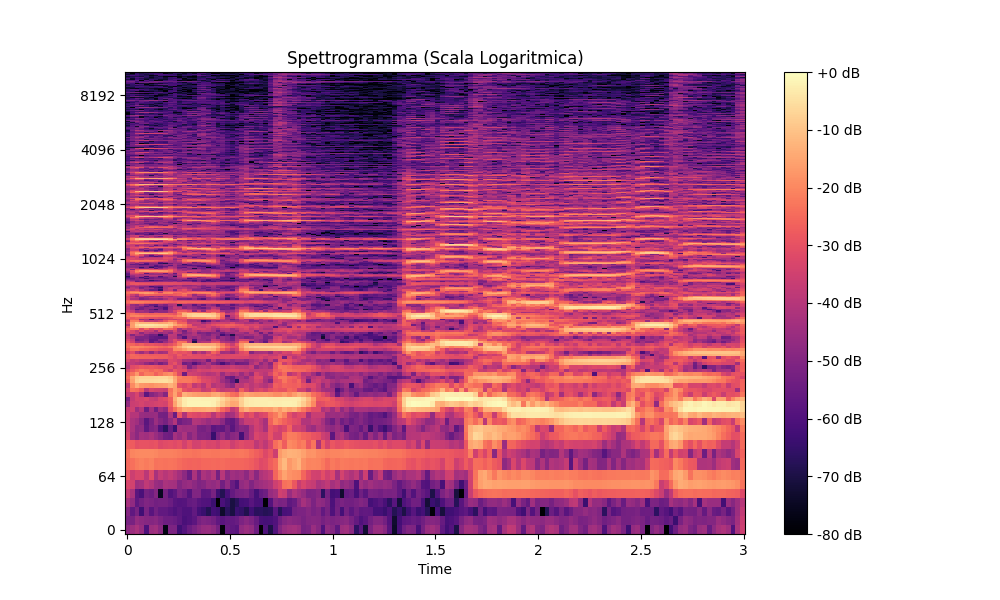 Spettrogramma (Scala Logaritmica)
Hz
8192
4096
2048
1024
512
256
128
64
0
0
0.5
1
1.5
2
2.5
3
Time
+0 dB
-10 dB
-20 dB
-30 dB
-40 dB
-50 dB
-60 dB
-70 dB
-80 dB